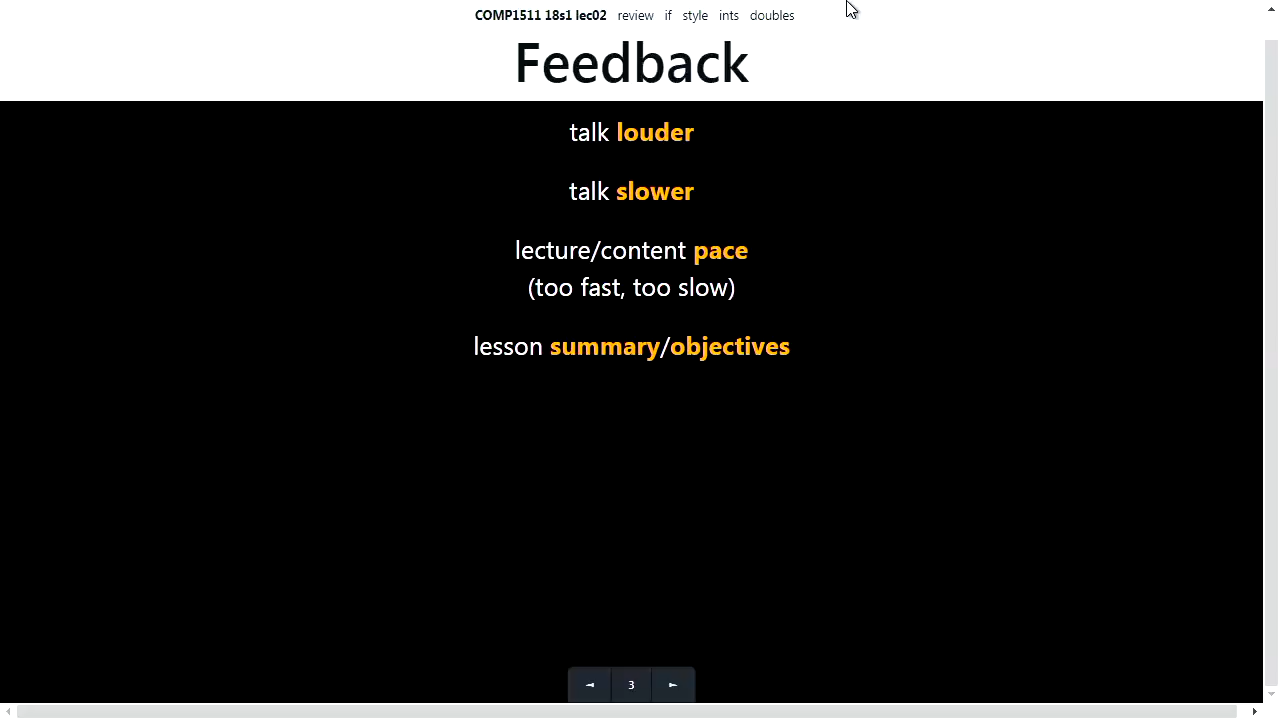 COMP1511 18s1 lec02 review if style ints doubles
Feedback
talk louder
talk slower
lecture/content pace
(too fast, too slow)
lesson summary/objectives
3